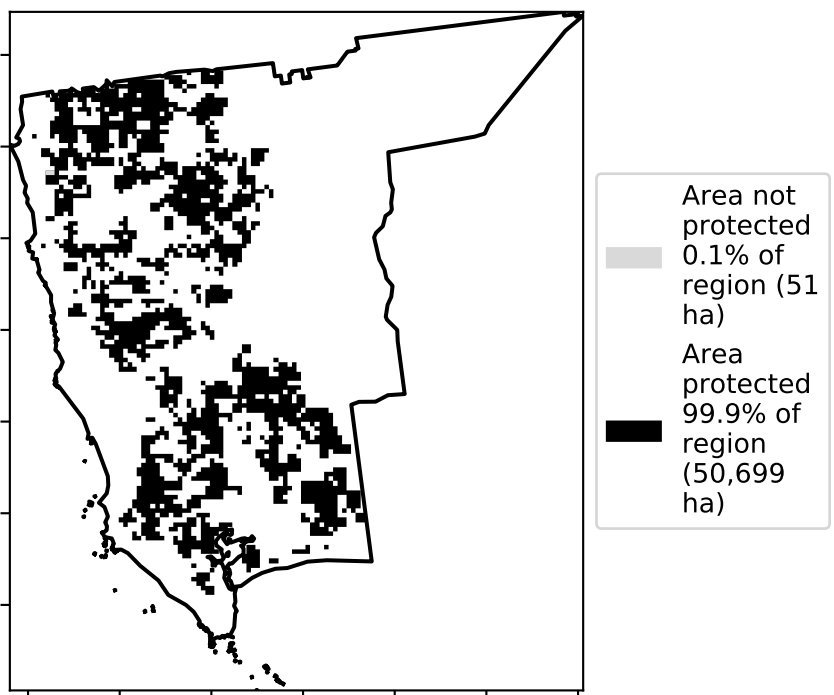 Area not
protected
0.1% of
region (51
ha)
Area
protected
99.9% of
region
(50,699
ha)